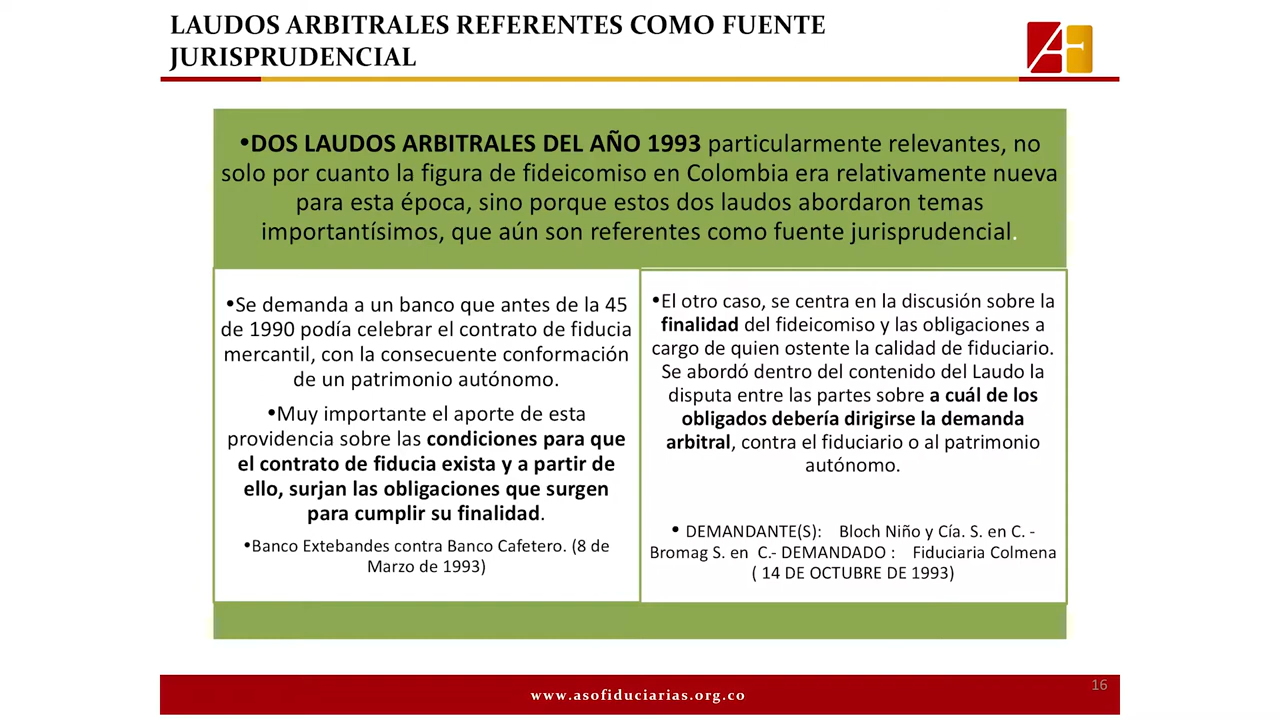 LAUDOS ARBITRALES REFERENTES COMO FUENTE
JURISPRUDENCIAL
•DOS LAUDOS ARBITRALES DEL AÑO 1993 particularmente relevantes, no
solo por cuanto la figura de fideicomiso en Colombia era relativamente nueva
para esta época, sino porque estos dos laudos abordaron temas
importantísimos, que aún son referentes como fuente jurisprudencial.
•Se demanda a un banco que antes de la 45
de 1990 podía celebrar el contrato de fiducia
mercantil, con la consecuente conformación
de un patrimonio autónomo.
•Muy importante el aporte de esta
providencia sobre las condiciones para que
el contrato de fiducia exista y a partir de
ello, surjan las obligaciones que surgen
para cumplir su finalidad.
•Banco Extebandes contra Banco Cafetero. (8 de
Marzo de 1993)
•El otro caso, se centra en la discusión sobre la
finalidad del fideicomiso y las obligaciones a
cargo de quien ostente la calidad de fiduciario.
Se abordó dentro del contenido del Laudo la
disputa entre las partes sobre a cuál de los
obligados debería dirigirse la demanda
arbitral, contra el fiduciario o al patrimonio
autónomo.
• DEMANDANTE(S): Bloch Niño y Cía. S. en C. -
Bromag S. en C.- DEMANDADO : Fiduciaria Colmena
( 14 DE OCTUBRE DE 1993)
www.asofiduciarias.org.co
16